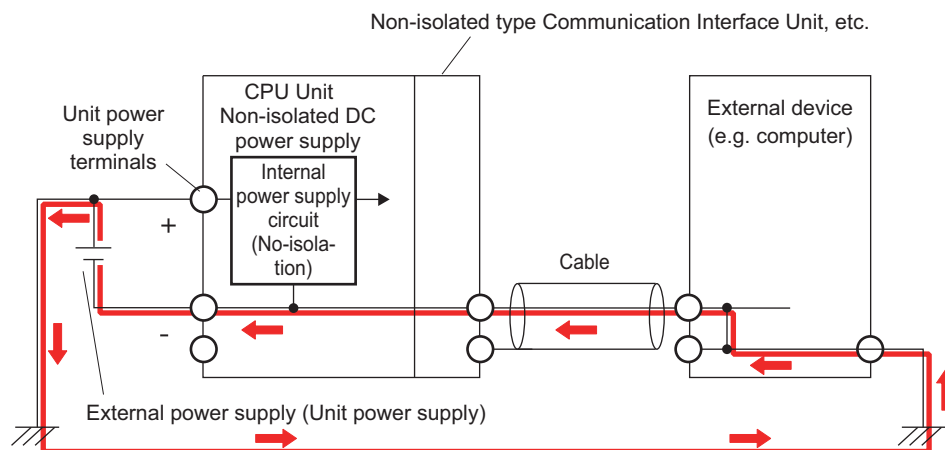 Non-isolated type Communication Interface Unit, etc.
CPU Unit
Non-isolated DC
power supply
Unit power
supply
terminals
External device
(e.g. computer)
Internal
power supply
circuit
(No-isola-
tion)
+
Cable
-
External power supply (Unit power supply)